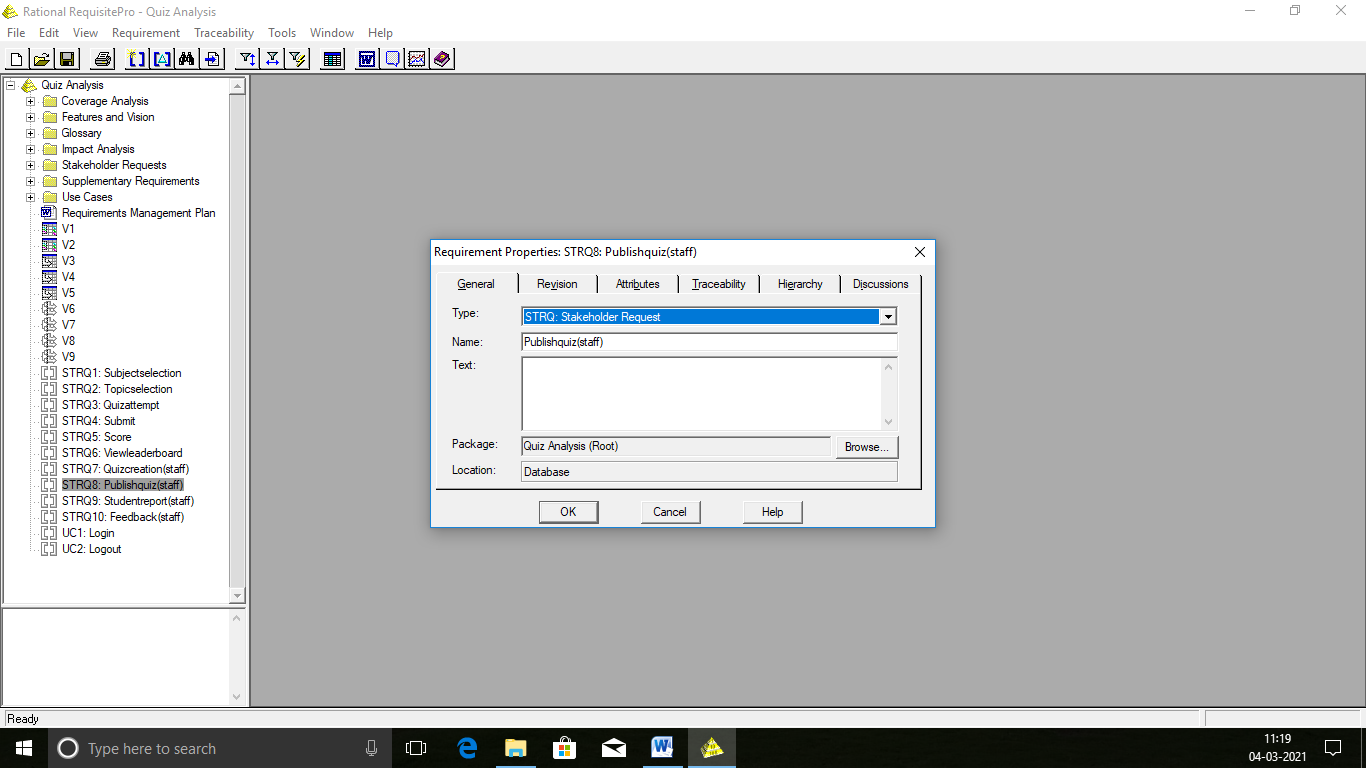 Rational RequisitePro - Quiz Analysis
File Edit View Requirement Traceability Tools Window Help
Quiz Analysis
Coverage Analysis
Features and Vision
Glossary
Impact Analysis
Stakeholder Requests
Supplementary Requirements
Use Cases
Requirements Management Plan
V1
V2
V3
V4
V5
V6
V7
V8
V9
STRQ1: Subjectselection
STRQ2: Topicselection
STRQ3: Quizattempt
STRQ4: Submit
STRQ5: Score
STRQ6: Viewleaderboard
STRQ7: Quizcreation(staff)
STRQ8: Publishquiz(staff)
STRQ9: Studentreport(staff)
STRQ10: Feedback(staff)
UC1: Login
UC2: Logout
Requirement Properties: STRQ8: Publishquiz(staff)
General Revision Attributes Traceability Hierarchy Discussions
Type: STRQ: Stakeholder Request
Name: Publishquiz(staff)
Text:
Package: Quiz Analysis (Root) Browse...
Location: Database
OK Cancel Help
Ready
Type here to search
11:19
04-03-2021